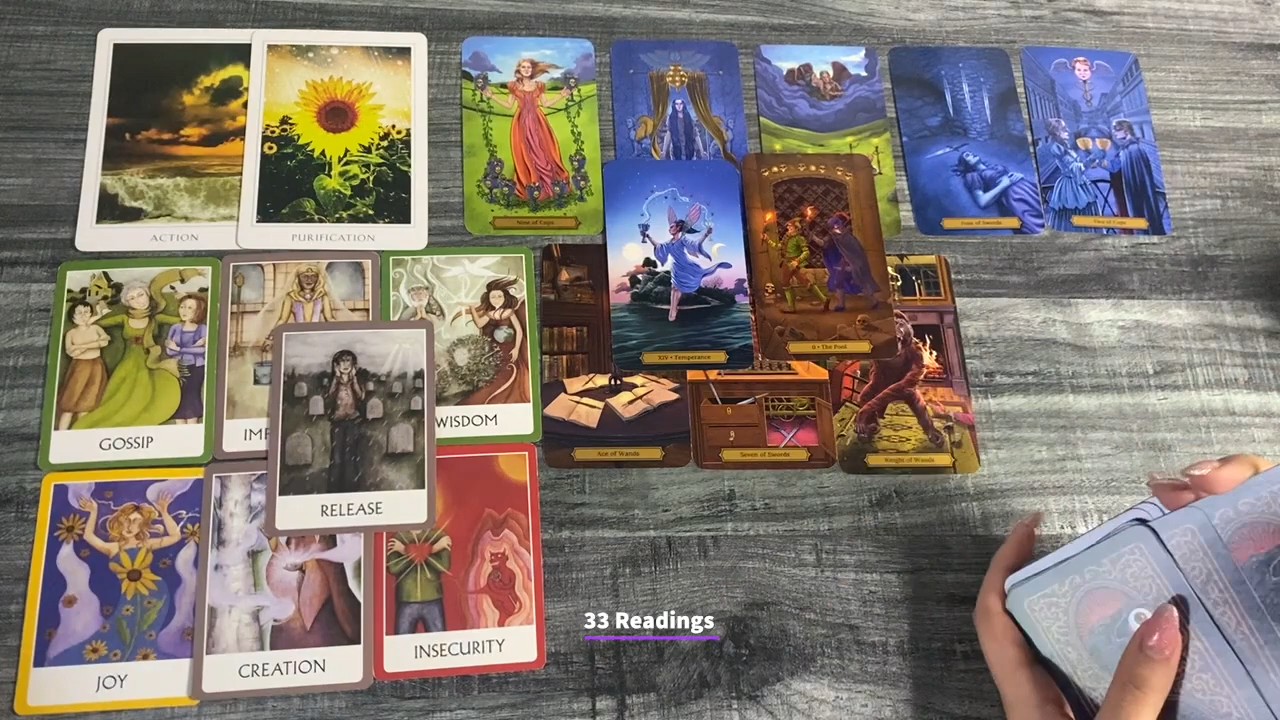 ACTION
PURIFICATION
Nine of Cups
Four of Swords
Two of Cups
GOSSIP
IMP
WISDOM
XIV • Temperance
0 • The Fool
RELEASE
Ace of Wands
Seven of Swords
Knight of Wands
JOY
CREATION
INSECURITY
33 Readings